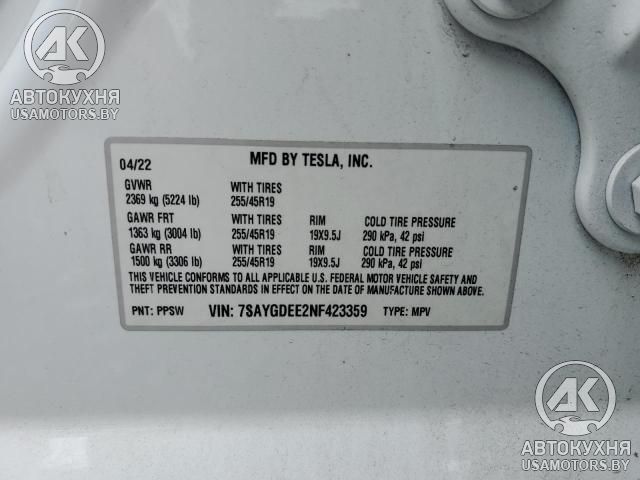 AK
АВТОКУХНЯ
USAMOTORS.BY
04/22 MFD BY TESLA, INC.
GVWR WITH TIRES
2369 kg (5224 lb) 255/45R19
GAWR FRT WITH TIRES RIM COLD TIRE PRESSURE
1363 kg (3004 lb) 255/45R19 19X9.5J 290 kPa, 42 psi
GAWR RR WITH TIRES RIM COLD TIRE PRESSURE
1500 kg (3306 lb) 255/45R19 19X9.5J 290 kPa, 42 psi
THIS VEHICLE CONFORMS TO ALL APPLICABLE U.S. FEDERAL MOTOR VEHICLE SAFETY AND
THEFT PREVENTION STANDARDS IN EFFECT ON THE DATE OF MANUFACTURE SHOWN ABOVE.
PNT: PPSW VIN: 7SAYGDEE2NF423359 TYPE: MPV
AK
АВТОКУХНЯ
USAMOTORS.BY